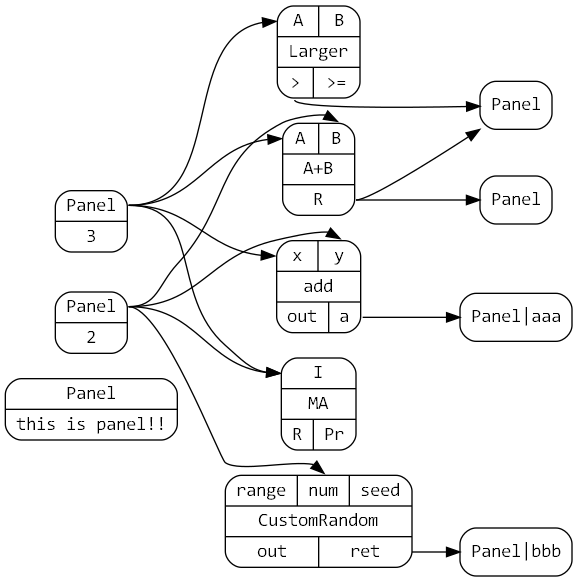 A B
Larger
> >=
Panel
A B
A+B
R
Panel
3
Panel
x y
add
out a
Panel
2
Panel|aaa
I
MA
R Pr
Panel
this is panel!!
range num seed
CustomRandom
out ret
Panel|bbb